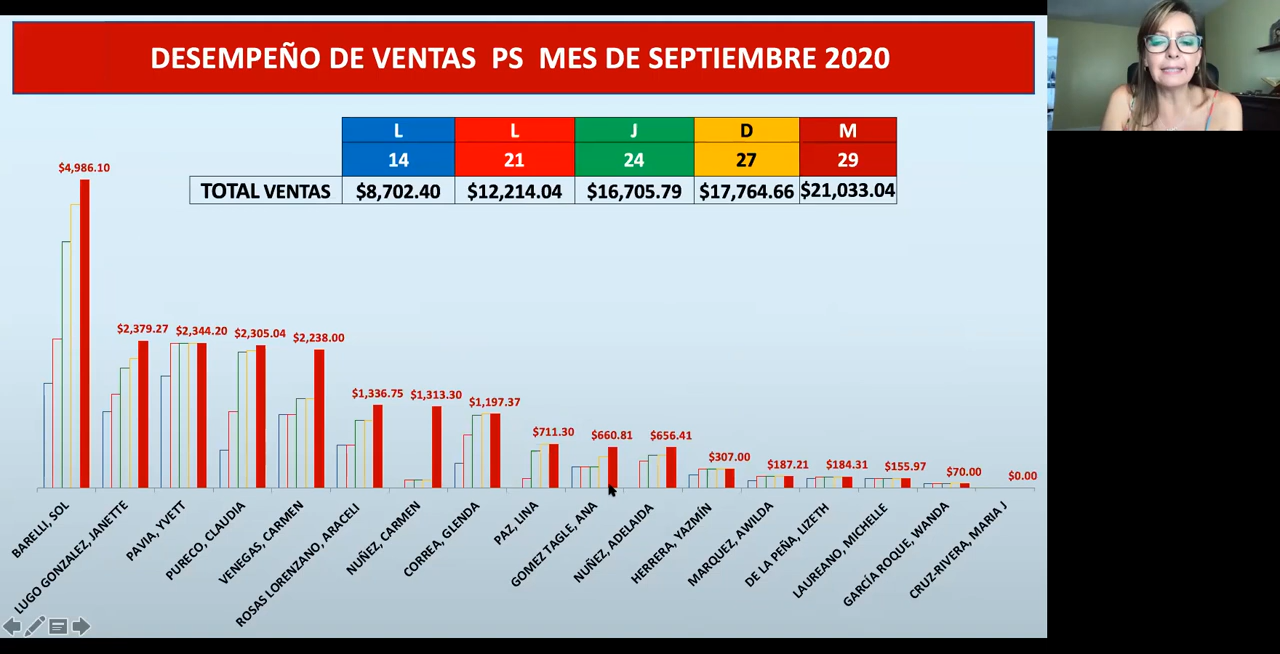 DESEMPEÑO DE VENTAS PS MES DE SEPTIEMBRE 2020
L L J D M
14 21 24 27 29
TOTAL VENTAS $8,702.40 $12,214.04 $16,705.79 $17,764.66 $21,033.04
$4,986.10
$2,379.27
$2,344.20
$2,305.04
$2,238.00
$1,336.75
$1,313.30
$1,197.37
$711.30
$660.81
$656.41
$307.00
$187.21
$184.31
$155.97
$70.00
$0.00
BARELLI, SOL
LUGO GONZALEZ, JANETTE
PAVIA, YVETT
PURECO, CLAUDIA
VENEGAS, CARMEN
ROSAS LORENZANO, ARACELI
NUÑEZ, CARMEN
CORREA, GLENDA
PAZ, LINA
GOMEZ TAGLE, ANA
NUÑEZ, ADELAIDA
HERRERA, YAZMÍN
MARQUEZ, AWILDA
DE LA PEÑA, LIZETH
LAUREANO, MICHELLE
GARCÍA ROQUE, WANDA
CRUZ-RIVERA, MARIA J